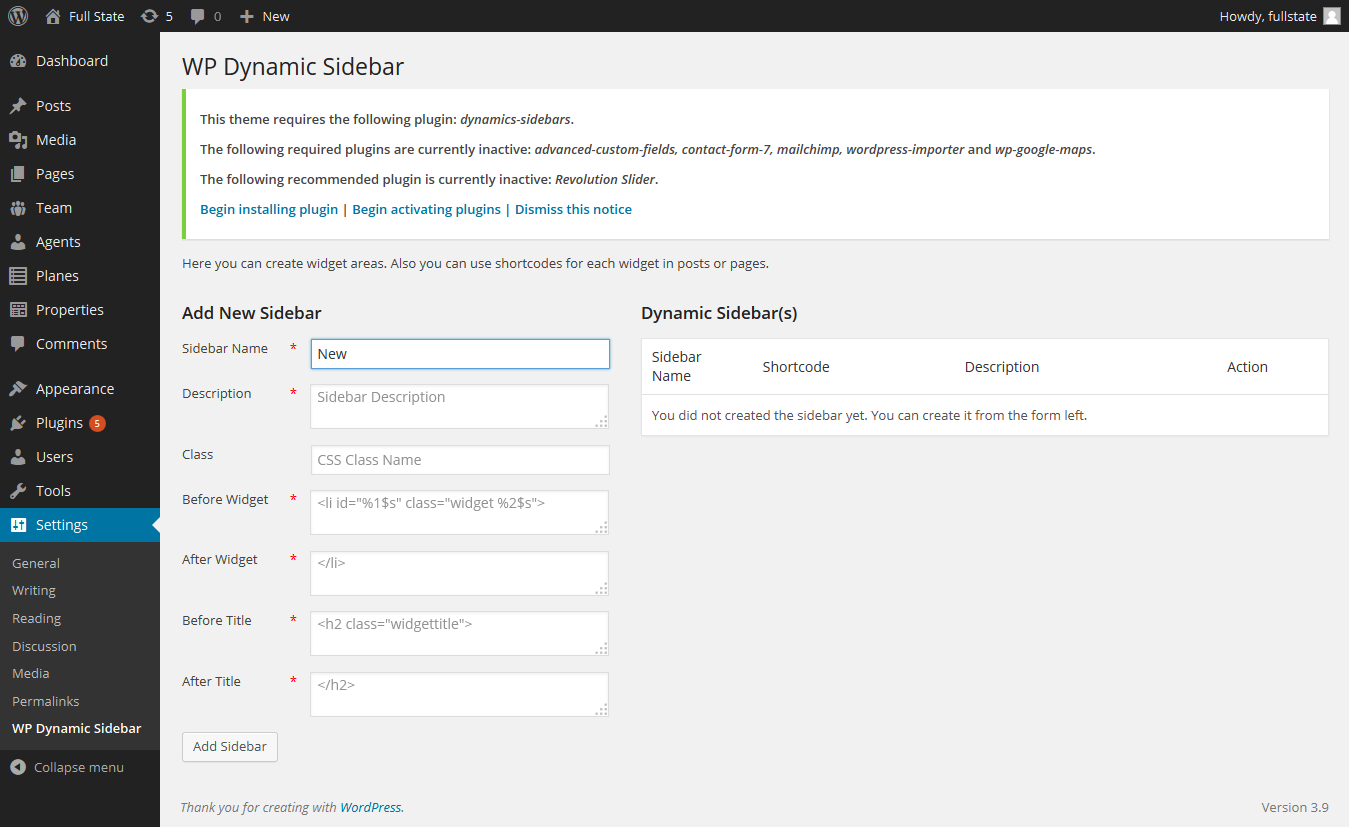 Full State 5 0 New Howdy, fullstate
Dashboard
Posts
Media
Pages
Team
Agents
Planes
Properties
Comments
Appearance
Plugins 5
Users
Tools
Settings
General
Writing
Reading
Discussion
Media
Permalinks
WP Dynamic Sidebar
Collapse menu
WP Dynamic Sidebar
This theme requires the following plugin: dynamics-sidebars.
The following required plugins are currently inactive: advanced-custom-fields, contact-form-7, mailchimp, wordpress-importer and wp-google-maps.
The following recommended plugin is currently inactive: Revolution Slider.
Begin installing plugin | Begin activating plugins | Dismiss this notice
Here you can create widget areas. Also you can use shortcodes for each widget in posts or pages.
Add New Sidebar
Sidebar Name * New
Description * Sidebar Description
Class CSS Class Name
Before Widget * <li id="%1$s" class="widget %2$s">
After Widget * </li>
Before Title * <h2 class="widgettitle">
After Title * </h2>
Add Sidebar
Dynamic Sidebar(s)
Sidebar
Name Shortcode Description Action
You did not created the sidebar yet. You can create it from the form left.
Thank you for creating with WordPress. Version 3.9